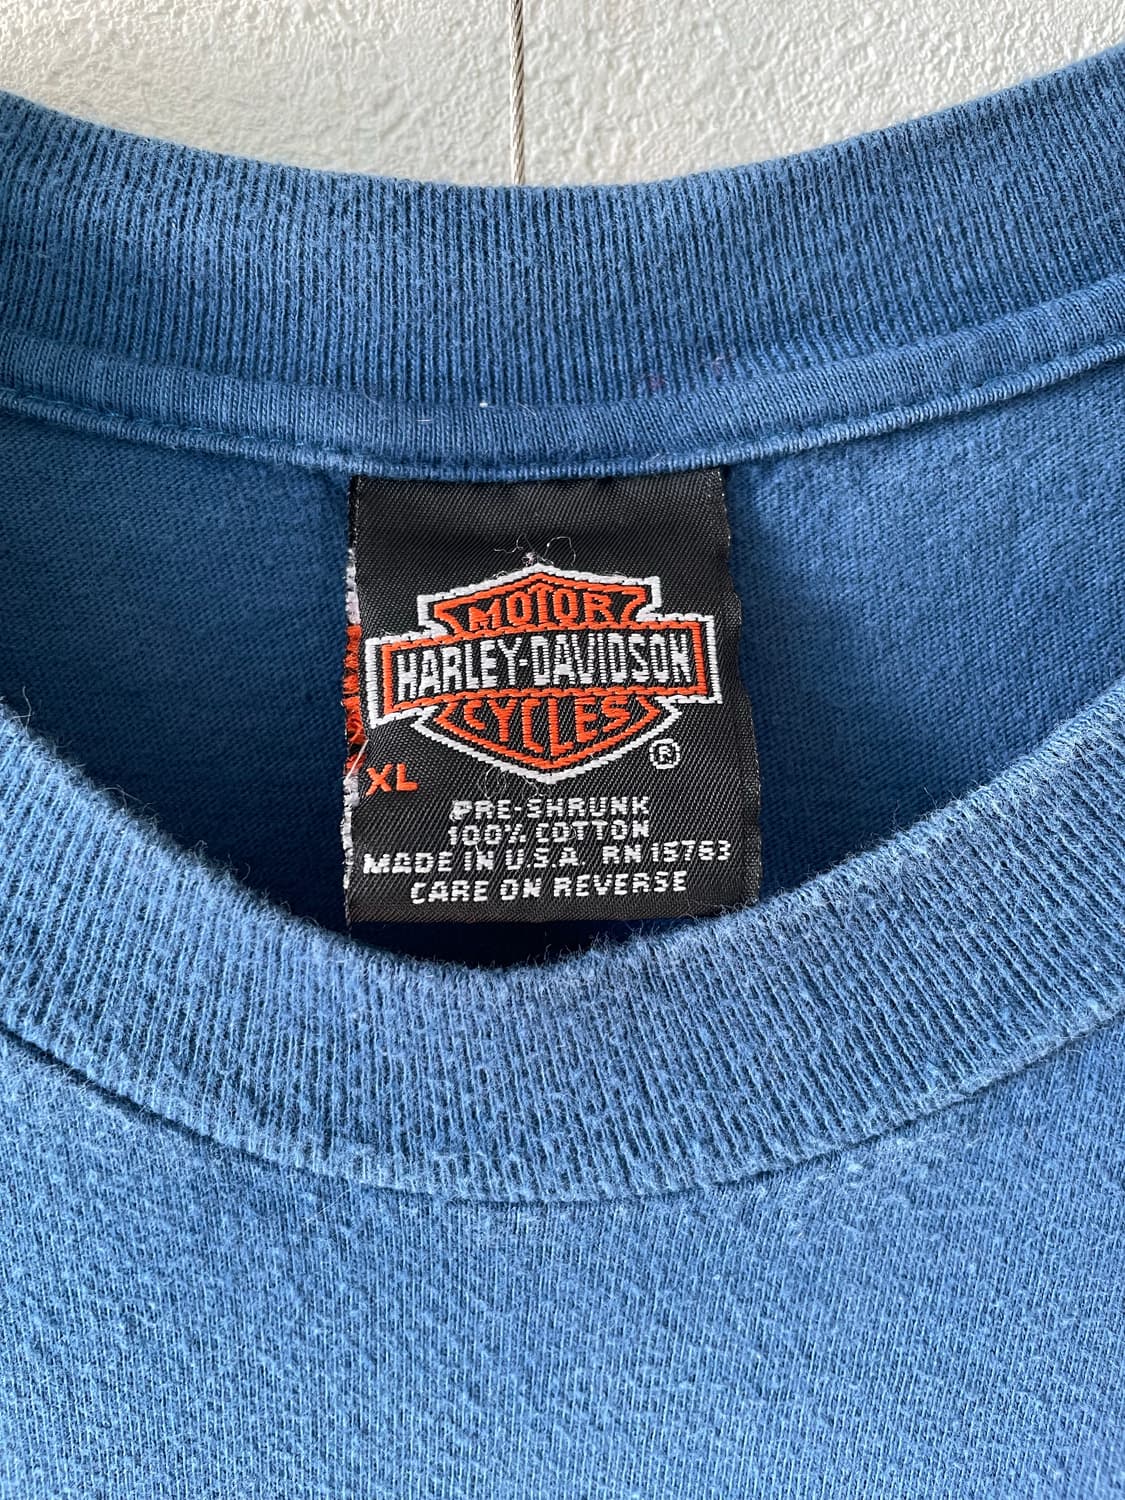 MOTOR
HARLEY-DAVIDSON
CYCLES
®
XL
PRE-SHRUNK
100% COTTON
MADE IN U.S.A. RN 15763
CARE ON REVERSE